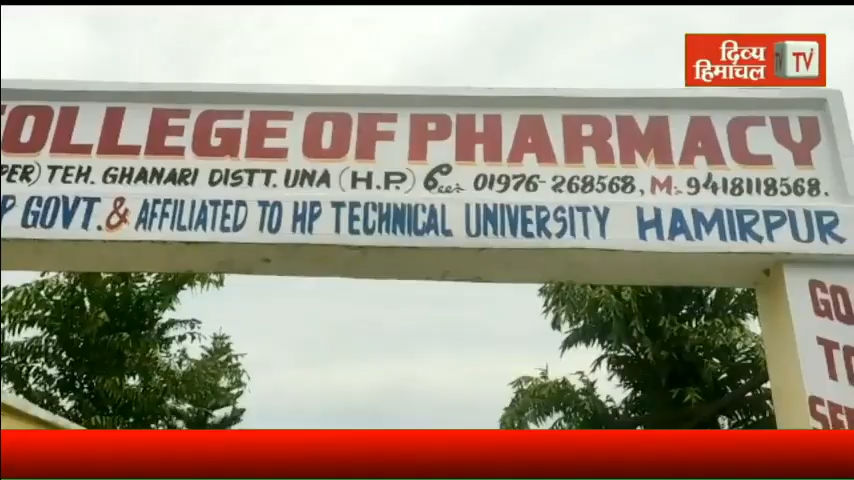 दिव्य
हिमाचल TV
COLLEGE OF PHARMACY
PER) TEH. GHANARI DISTT. UNA (H.P.) 01976-268568, M:- 9418118568.
P GOVT. & AFFILIATED TO HP TECHNICAL UNIVERSITY HAMIRPUR
GO
TO
SE